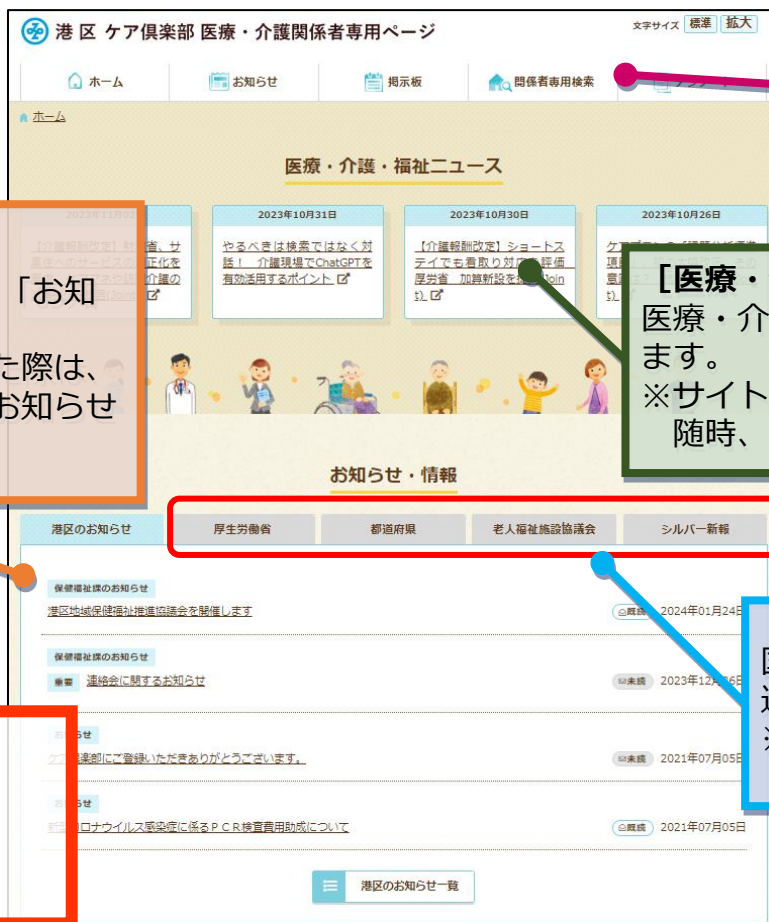 港区 ケア倶楽部 医療・介護関係者専用ページ
文字サイズ 標準 拡大
ホーム
お知らせ
掲示板
関係者専用検索
ホーム
医療・介護・福祉ニュース
2023年10月31日
やるべきは検索ではなく対
話! 介護現場でChatGPTを
有効活用するポイント
2023年10月30日
【介護報酬改定】ショートス
テイでも看取り対応を評価
厚労省 加算新設を
t)
2023年10月26日
「お知
た際は、
お知らせ
[医療・
医療・介
ます。
※サイト
随時、
お知らせ・情報
港区のお知らせ
厚生労働省
都道府県
老人福祉施設協議会
シルバー新報
保健福祉課のお知らせ
港区地域保健福祉推進協議会を開催します
既読 2024年01月24日
保健福祉課のお知らせ
重要 連絡会に関するお知らせ
未読 2023年12月
倶楽部にご登録いただきありがとうございます。
未読 2021年07月05日
ロナウイルス感染症に係るPCR検査費用助成について
既読 2021年07月05日
港区のお知らせ一覧